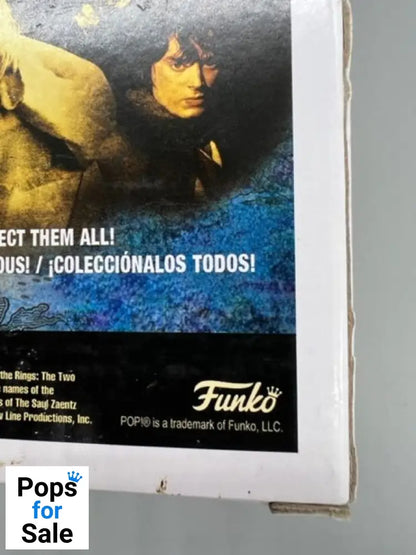 ECT THEM ALL!
OUS! / ¡COLECCIÓNALOS TODOS!
the Rings: The Two
names of the
s of The Saul Zaentz
w Line Productions, Inc.
Funko
POP!® is a trademark of Funko, LLC.
Pops
for
Sale